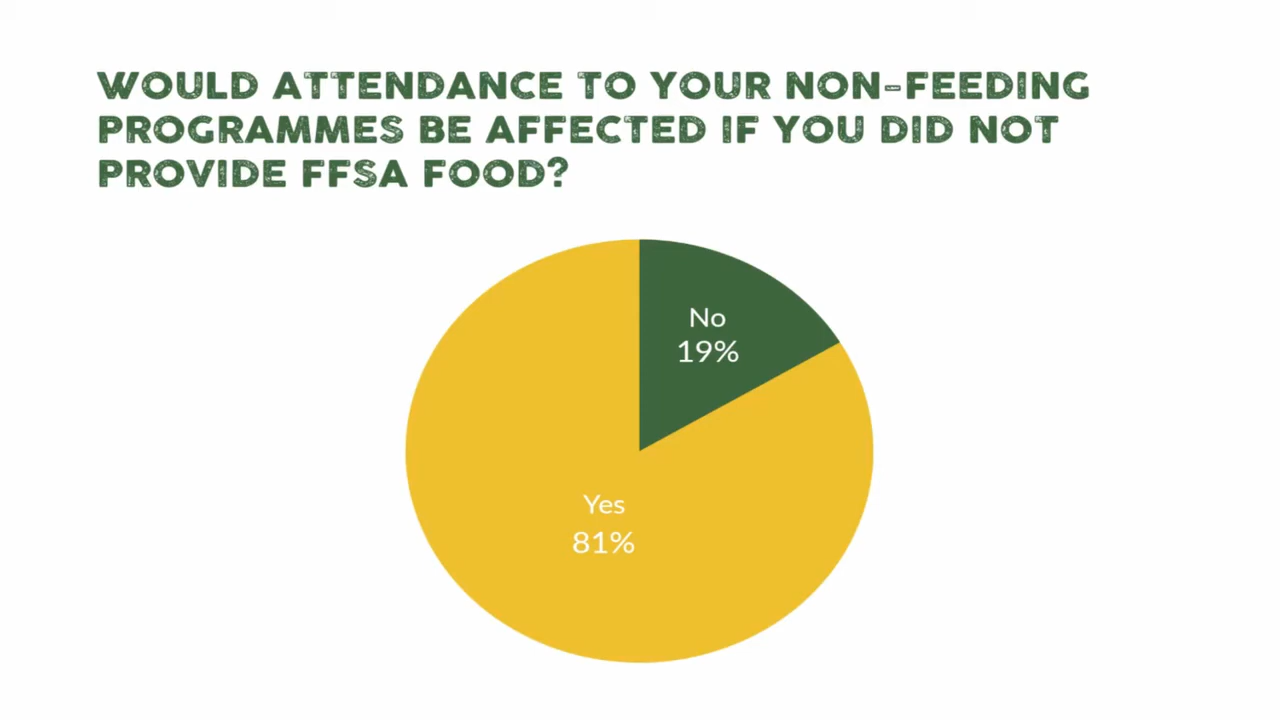 WOULD ATTENDANCE TO YOUR NON-FEEDING
PROGRAMMES BE AFFECTED IF YOU DID NOT
PROVIDE FFSA FOOD?
No
19%
Yes
81%